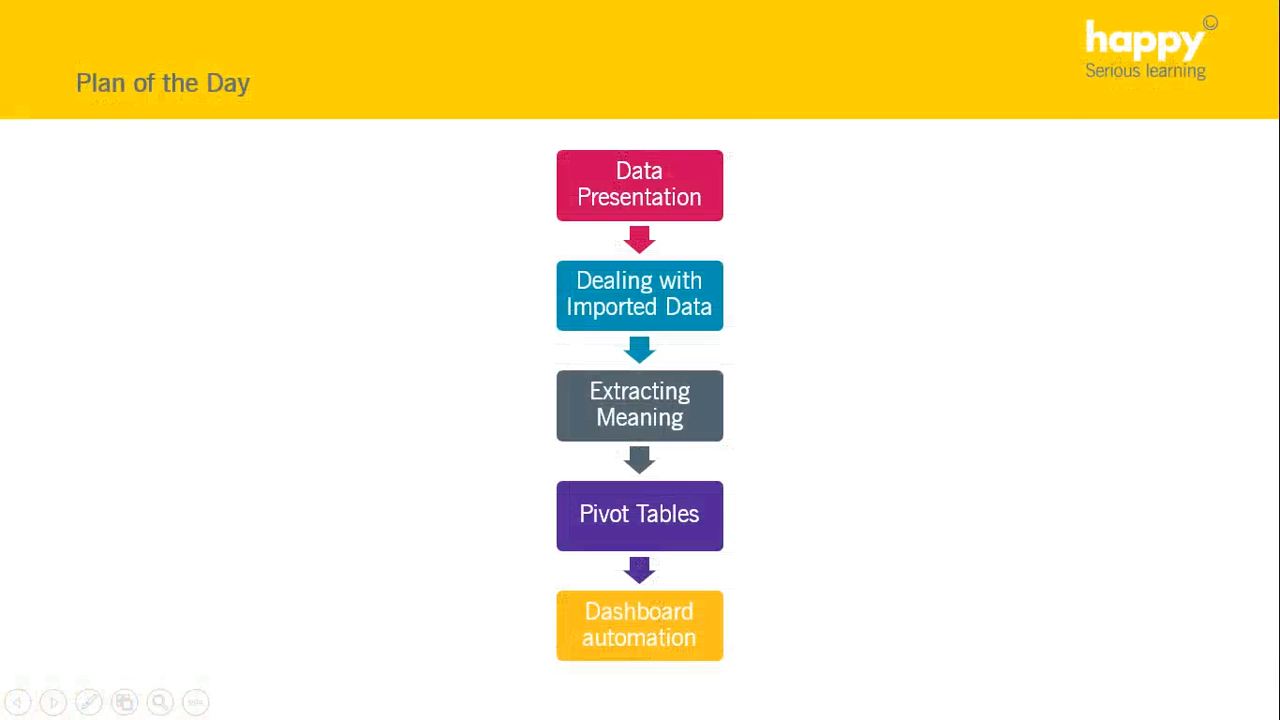 happy
Serious learning
Plan of the Day
Data
Presentation
Dealing with
Imported Data
Extracting
Meaning
Pivot Tables
Dashboard
automation